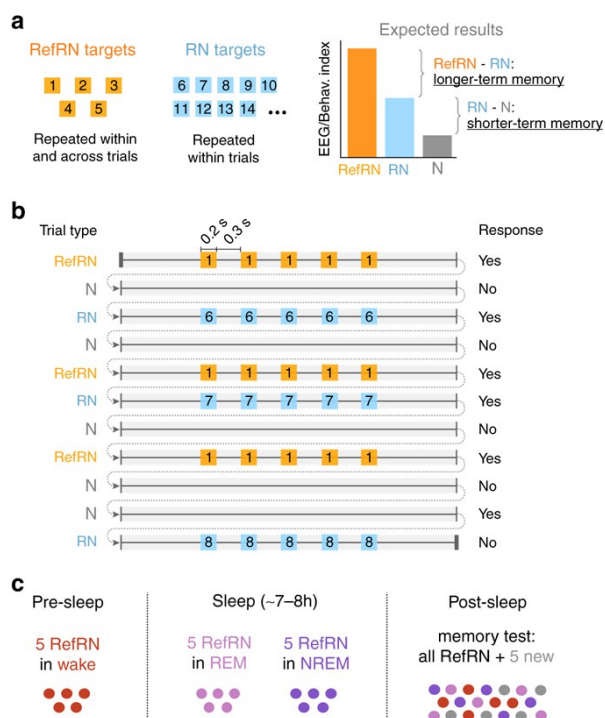 a
RefRN targets
1 2 3
4 5
Repeated within
and across trials
RN targets
6 7 8 9 10
11 12 13 14 ...
Repeated
within trials
Expected results
EEG/Behav. index
RefRN RN N
RefRN - RN:
longer-term memory
RN - N:
shorter-term memory
b
Trial type
0.2 s
0.3 s
Response
RefRN 1 1 1 1 1 Yes
N No
RN 6 6 6 6 6 Yes
N No
RefRN 1 1 1 1 1 Yes
RN 7 7 7 7 7 Yes
N No
RefRN 1 1 1 1 1 Yes
N No
N Yes
RN 8 8 8 8 8 No
c
Pre-sleep
5 RefRN
in wake
Sleep (~7–8h)
5 RefRN
in REM
5 RefRN
in NREM
Post-sleep
memory test:
all RefRN + 5 new